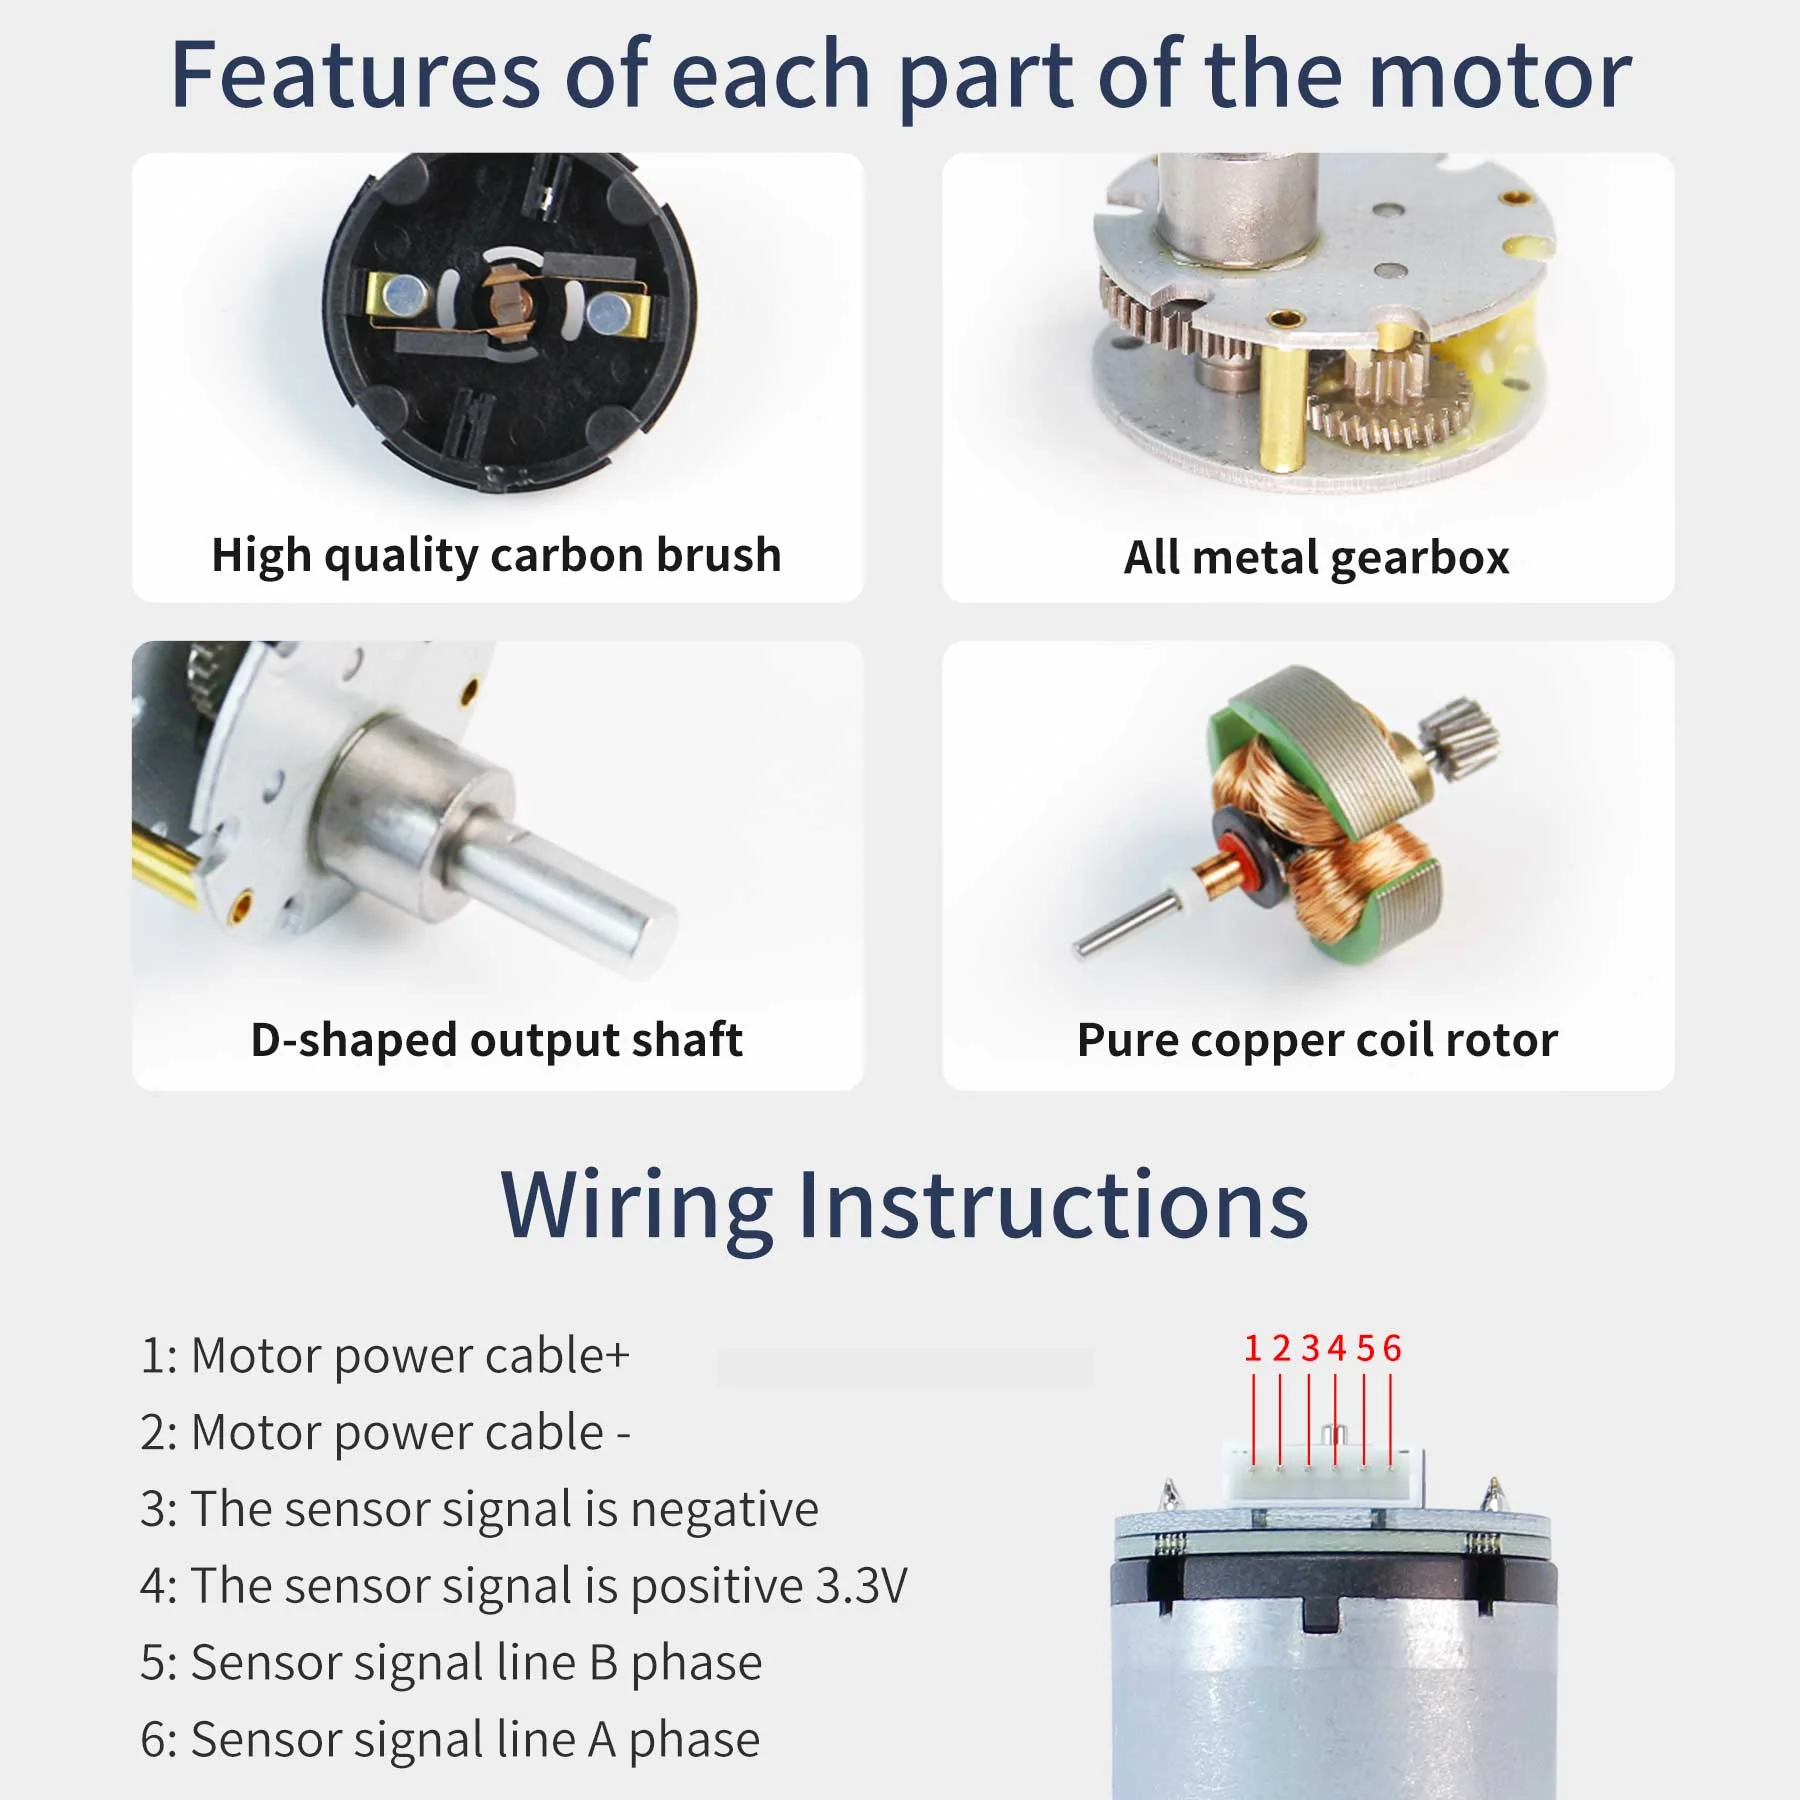 Features of each part of the motor
High quality carbon brush
All metal gearbox
D-shaped output shaft
Pure copper coil rotor
Wiring Instructions
1: Motor power cable+
2: Motor power cable -
3: The sensor signal is negative
4: The sensor signal is positive 3.3V
5: Sensor signal line B phase
6: Sensor signal line A phase
1 2 3 4 5 6